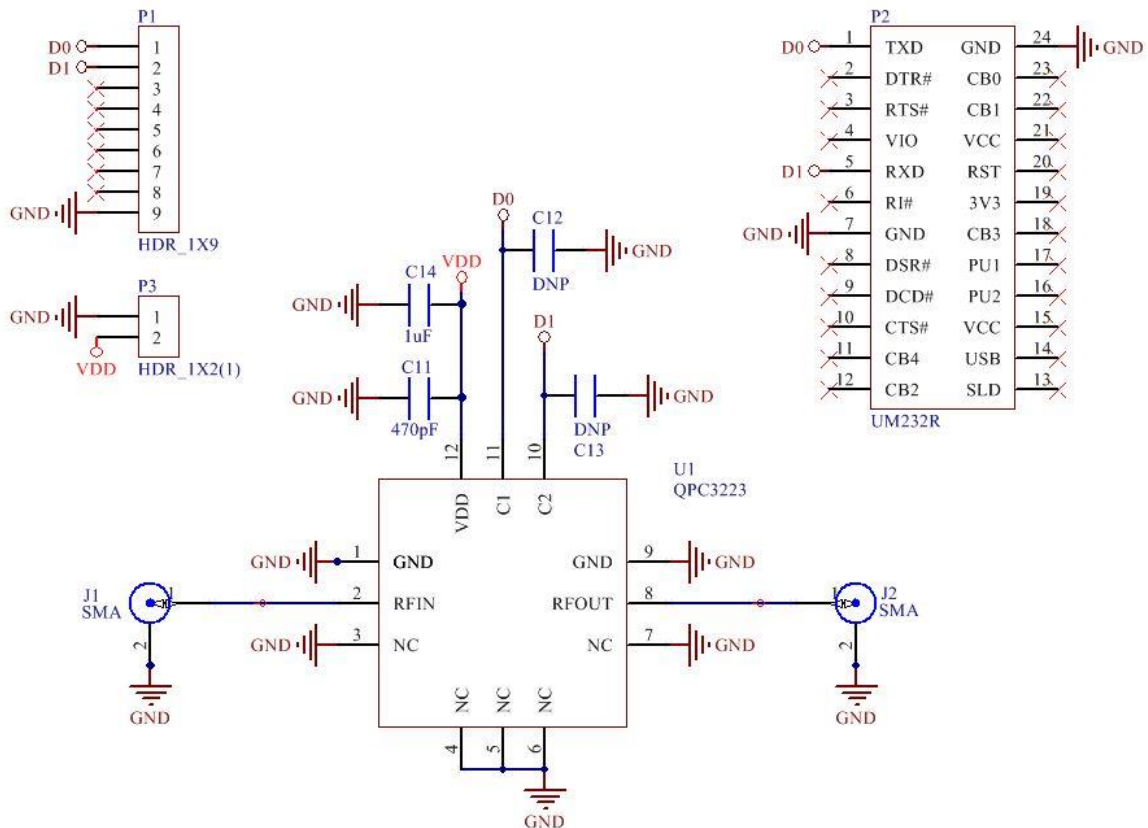 P1
D0 1
D1 2
3
4
5
6
7
8
GND 9
HDR_1X9
P3
GND 1
2
VDD
HDR_1X2(1)
P2
D0 1 TXD GND 24 GND
2 DTR# CB0 23
3 RTS# CB1 22
4 VIO VCC 21
D1 5 RXD RST 20
6 RI# 3V3 19
GND 7 GND CB3 18
8 DSR# PU1 17
9 DCD# PU2 16
10 CTS# VCC 15
11 CB4 USB 14
12 CB2 SLD 13
UM232R
D0
C12
GND
DNP
VDD
C14
GND
1uF
D1
C11
GND
470pF
GND
DNP
C13
12 11 10
U1
QPC3223
VDD C1 C2
GND 1 GND GND 9 GND
J1
SMA
1 2 RFIN RFOUT 8 1
J2
SMA
2
GND 3 NC NC 7 GND
2
GND
NC NC NC
4 5 6
GND
GND